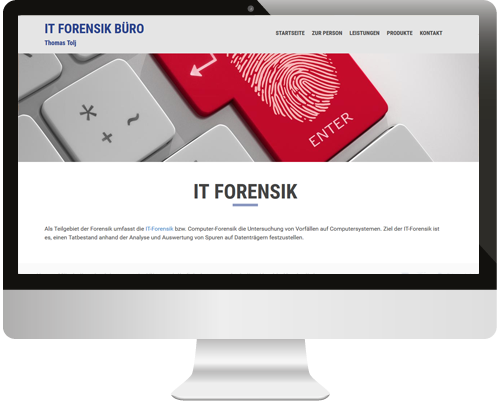 IT FORENSIK BÜRO
Thomas Tolj
STARTSEITE ZUR PERSON LEISTUNGEN PRODUKTE KONTAKT
* + ~
ENTER
IT FORENSIK
Als Teilgebiet der Forensik umfasst die IT-Forensik bzw. Computer-Forensik die Untersuchung von Vorfällen auf Computersystemen. Ziel der IT-Forensik ist
es, einen Tatbestand anhand der Analyse und Auswertung von Spuren auf Datenträgern festzustellen.